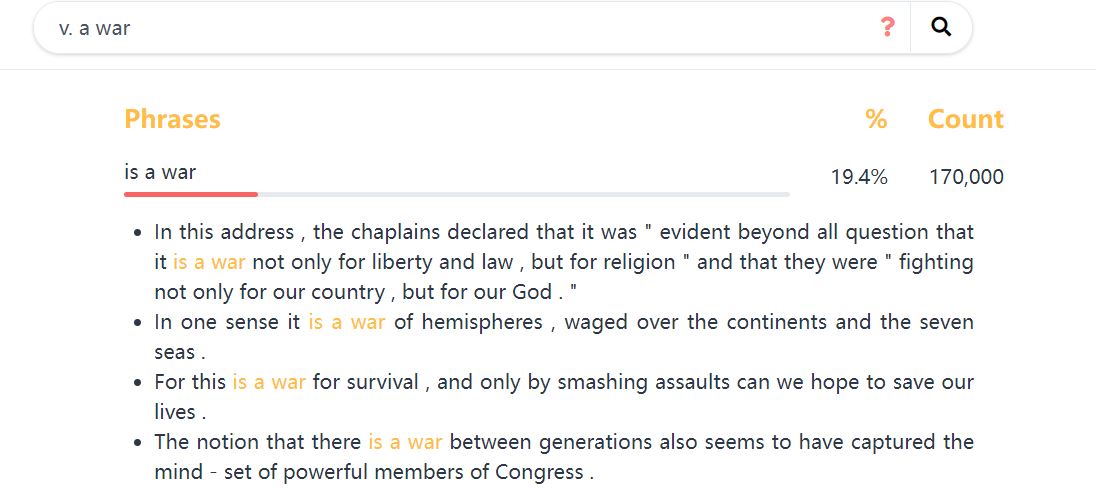 v. a war ?
Phrases % Count
is a war 19.4% 170,000
In this address , the chaplains declared that it was " evident beyond all question that
it is a war not only for liberty and law , but for religion " and that they were " fighting
not only for our country , but for our God . "
In one sense it is a war of hemispheres , waged over the continents and the seven
seas .
For this is a war for survival , and only by smashing assaults can we hope to save our
lives .
The notion that there is a war between generations also seems to have captured the
mind - set of powerful members of Congress .